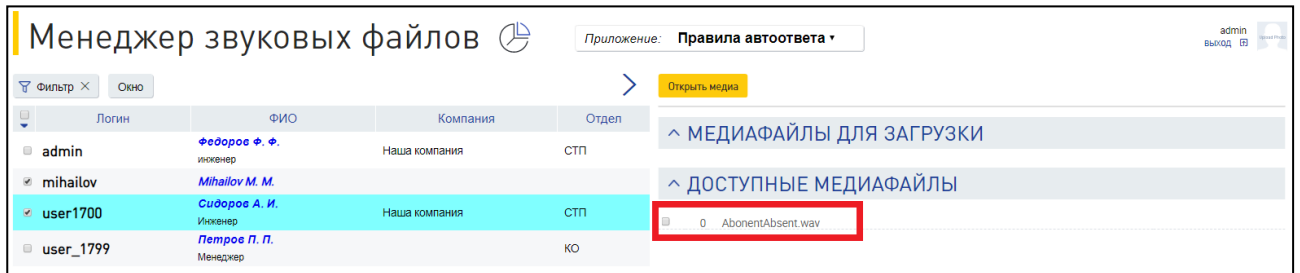 Менеджер звуковых файлов
Приложение: Правила автоответа
admin
выход
Фильтр × Окно
Открыть медиа
Логин ФИО Компания Отдел
admin Федоров Ф. Ф. Наша компания СТП
инженер
mihailov Mihailov M. M.
user1700 Сидоров А. И. Наша компания СТП
Инженер
user_1799 Петров П. П. КО
Менеджер
МЕДИАФАЙЛЫ ДЛЯ ЗАГРУЗКИ
ДОСТУПНЫЕ МЕДИАФАЙЛЫ
0 AbonentAbsent.wav